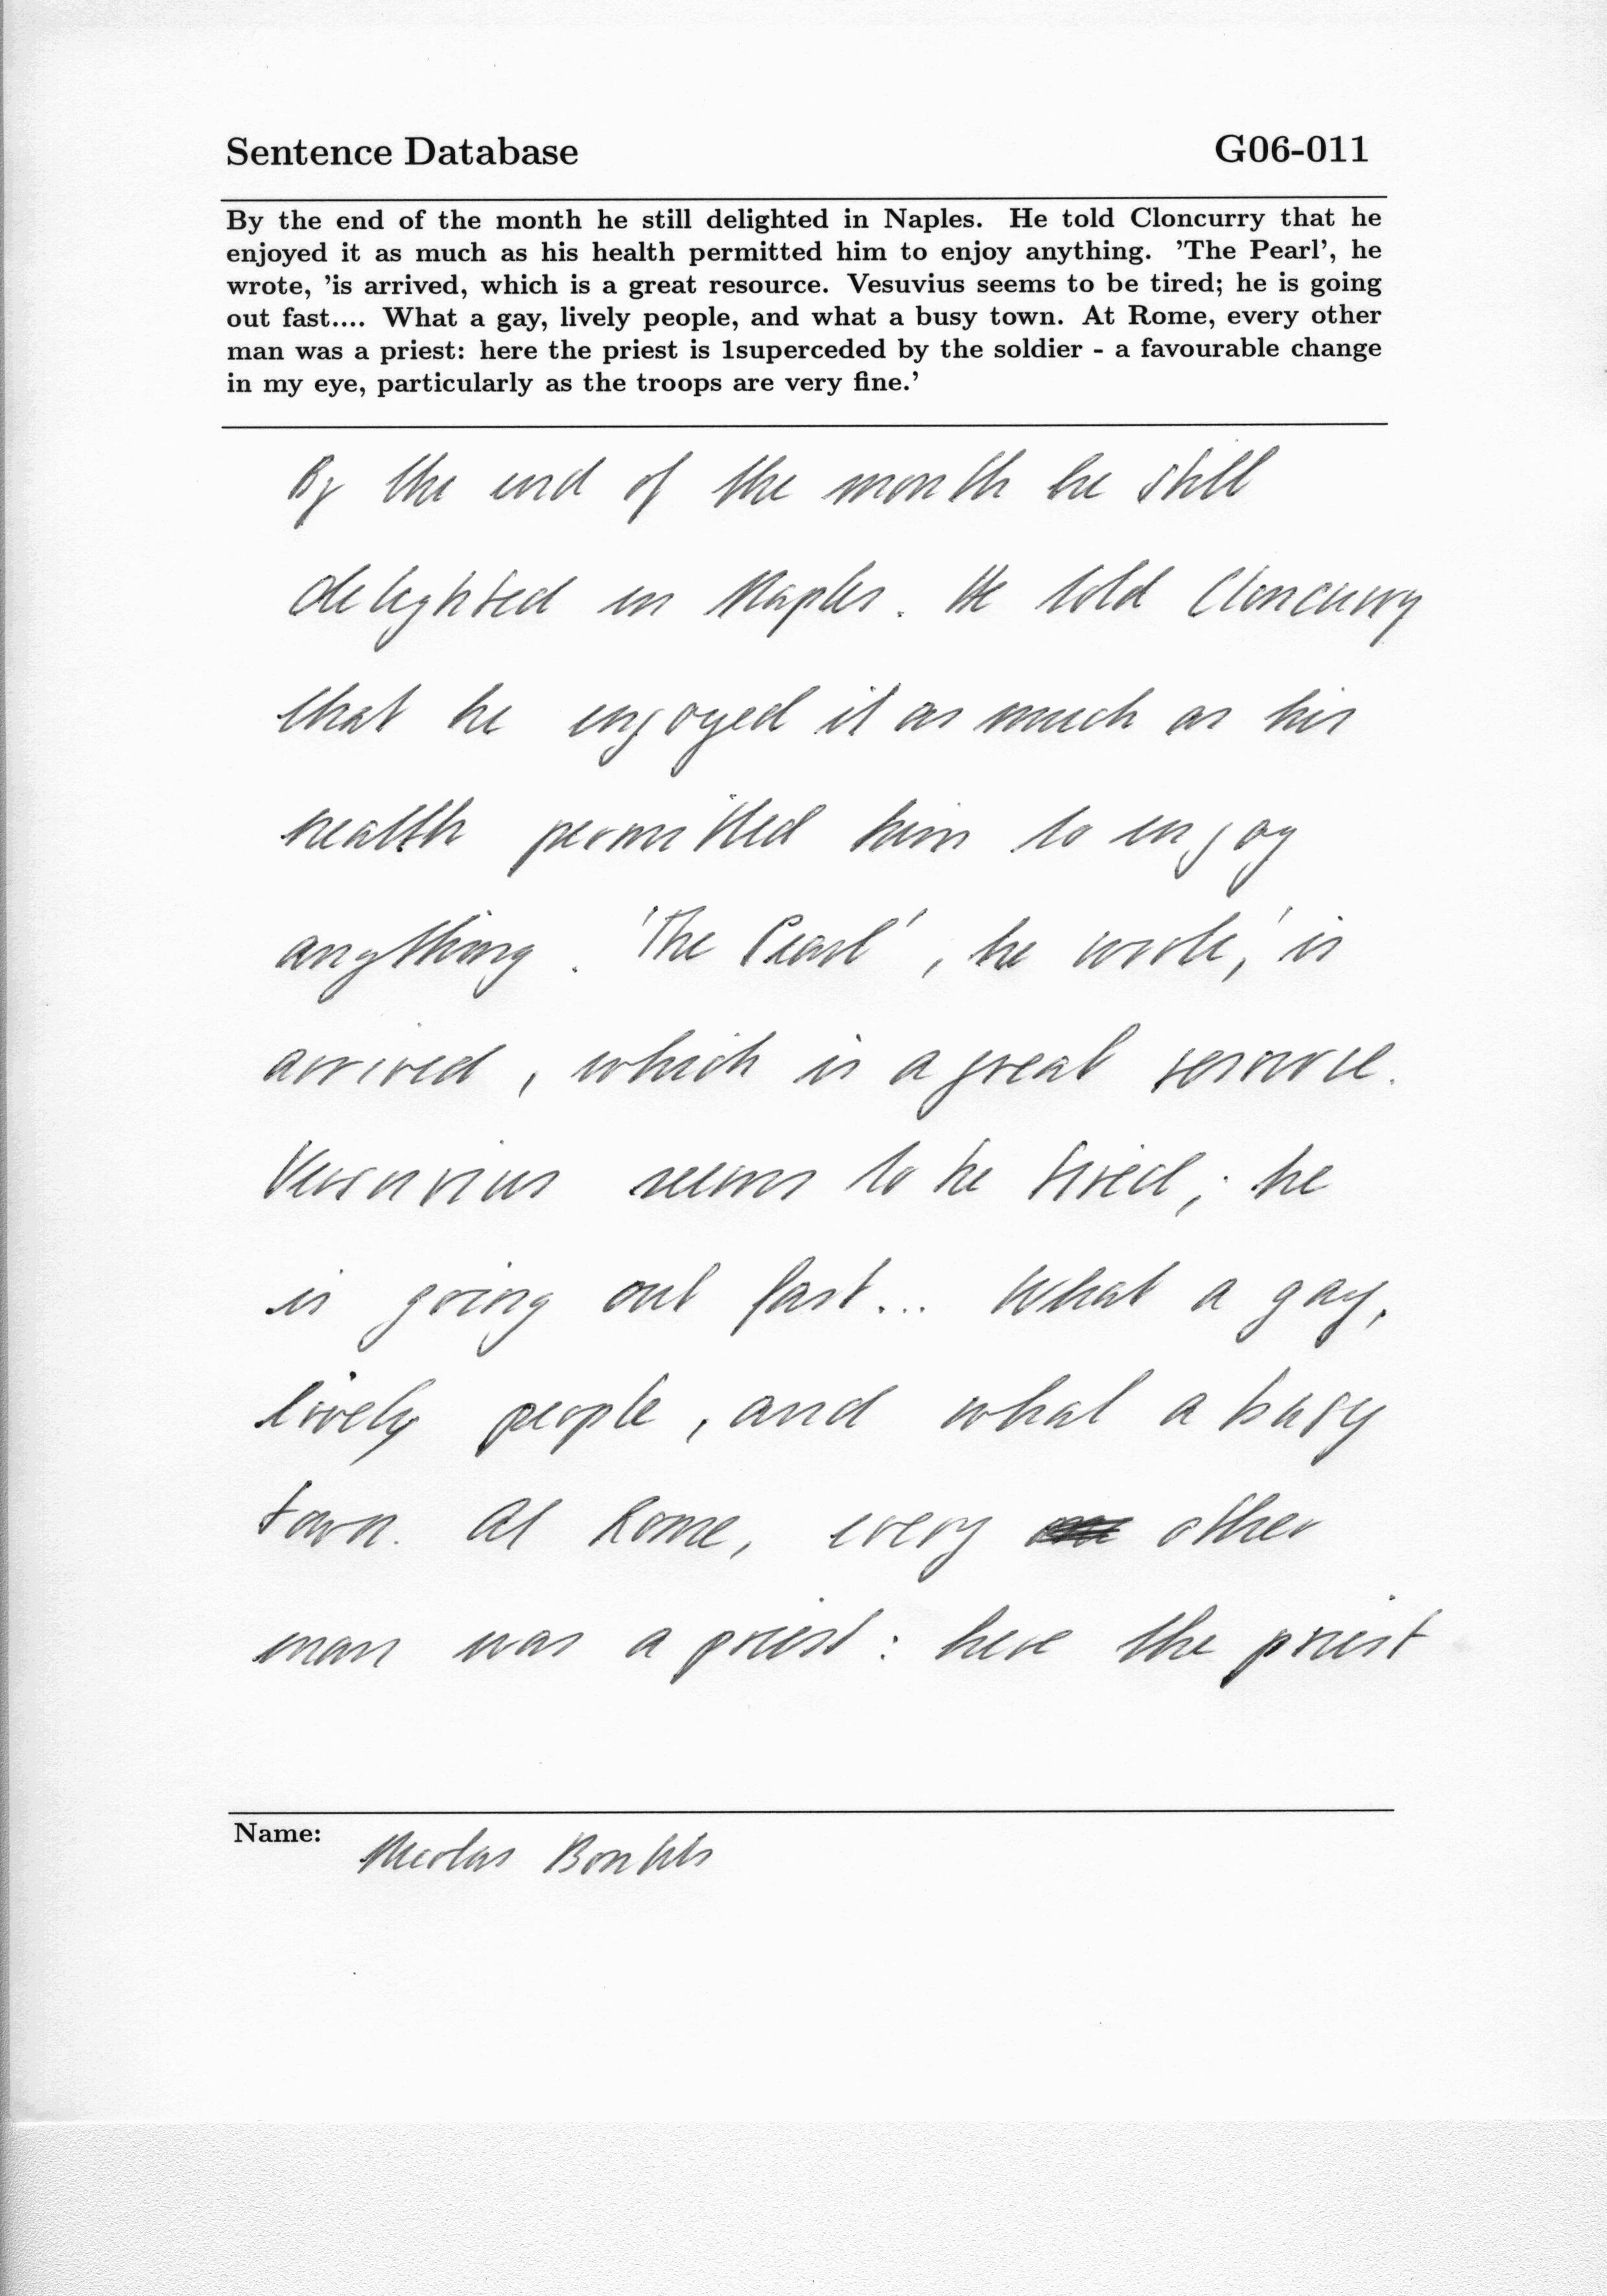 Sentence Database G06-011
By the end of the month he still delighted in Naples. He told Cloncurry that he
enjoyed it as much as his health permitted him to enjoy anything. 'The Pearl', he
wrote, 'is arrived, which is a great resource. Vesuvius seems to be tired; he is going
out fast.... What a gay, lively people, and what a busy town. At Rome, every other
man was a priest: here the priest is 1superceded by the soldier - a favourable change
in my eye, particularly as the troops are very fine.'
By the end of the month he still
delighted in Naples. He told Cloncurry
that he enjoyed it as much as his
health permitted him to enjoy
anything. 'The Pearl', he wrote, 'is
arrived, which is a great resource.
Vesuvius seems to be tired; he
is going out fast... What a gay,
lively people, and what a busy
town. At Rome, every other
man was a priest: here the priest
Name: Nicolas